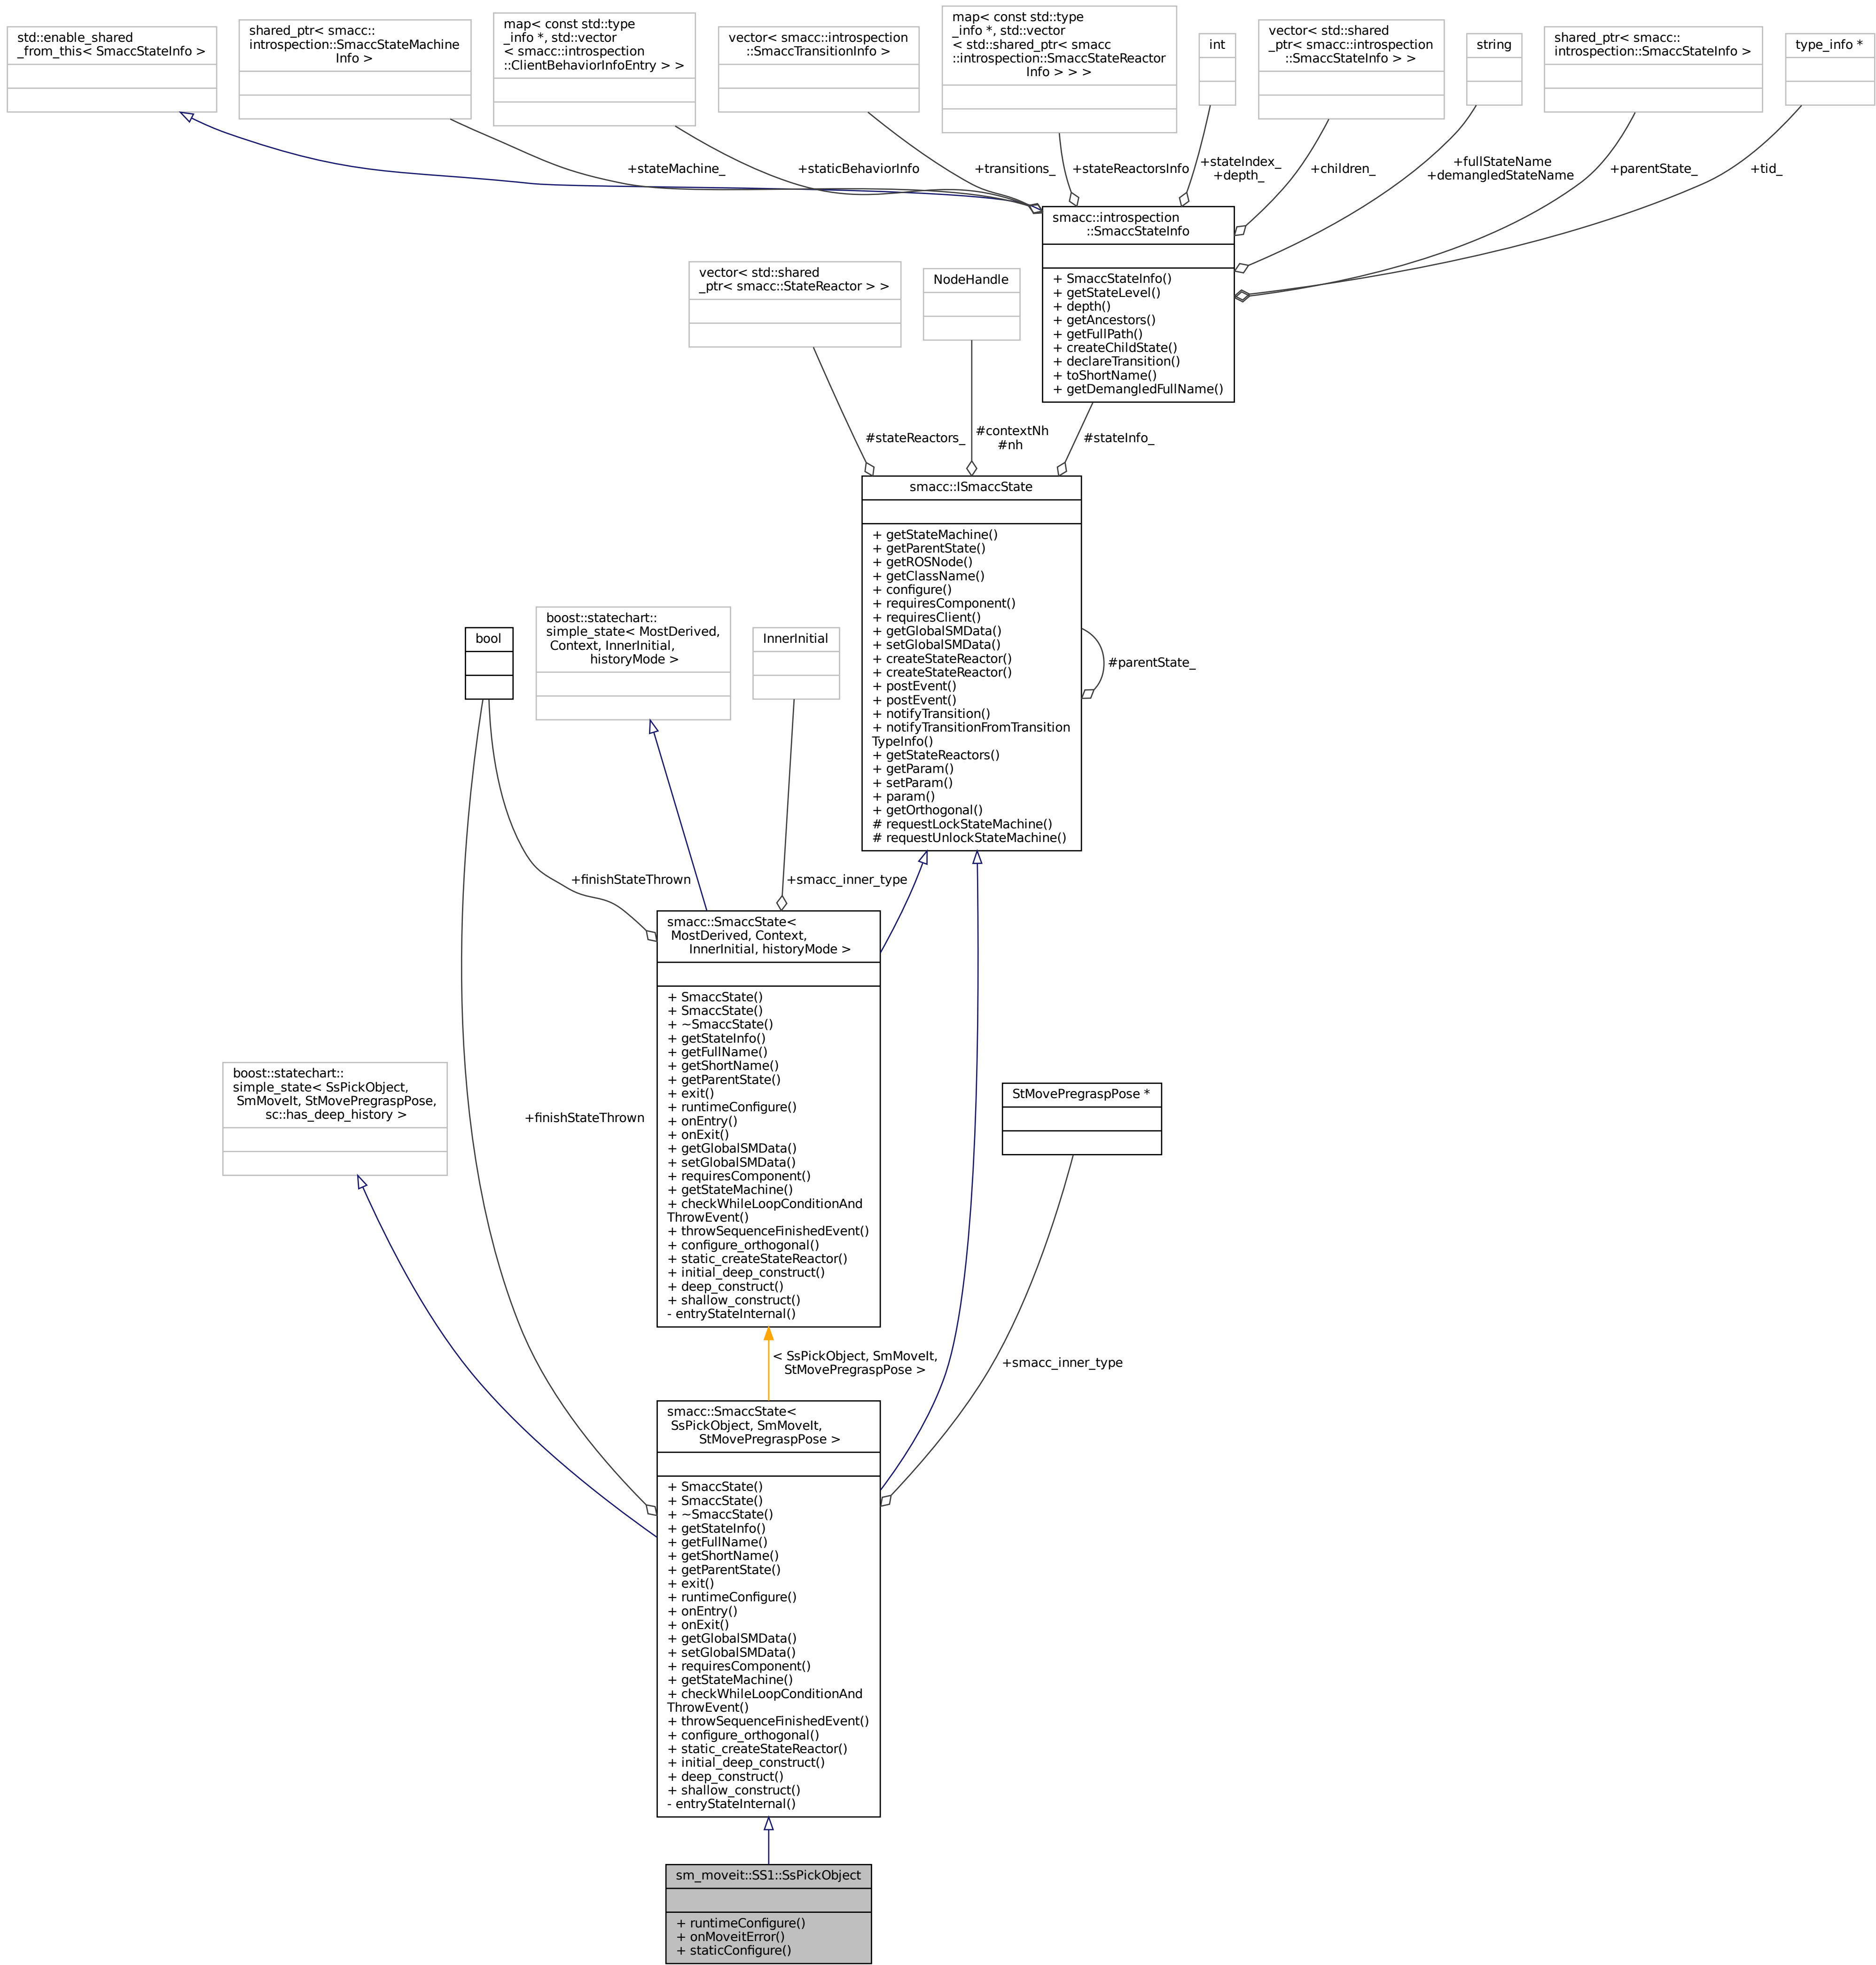 std::enable_shared
_from_this< SmaccStateInfo >
shared_ptr< smacc::
introspection::SmaccStateMachine
Info >
map< const std::type
_info *, std::vector
< smacc::introspection
::ClientBehaviorInfoEntry > >
vector< smacc::introspection
::SmaccTransitionInfo >
map< const std::type
_info *, std::vector
< std::shared_ptr< smacc
::introspection::SmaccStateReactor
Info > > >
int
vector< std::shared
_ptr< smacc::introspection
::SmaccStateInfo > >
string
shared_ptr< smacc::
introspection::SmaccStateInfo >
type_info *
+stateMachine_
+staticBehaviorInfo
+transitions_
+stateReactorsInfo
+stateIndex_
+depth_
+children_
+fullStateName
+demangledStateName
+parentState_
+tid_
smacc::introspection
::SmaccStateInfo
+ SmaccStateInfo()
+ getStateLevel()
+ depth()
+ getAncestors()
+ getFullPath()
+ createChildState()
+ declareTransition()
+ toShortName()
+ getDemangledFullName()
vector< std::shared
_ptr< smacc::StateReactor > >
NodeHandle
#stateReactors_
#contextNh
#nh
#stateInfo_
smacc::ISmaccState
+ getStateMachine()
+ getParentState()
+ getROSNode()
+ getClassName()
+ configure()
+ requiresComponent()
+ requiresClient()
+ getGlobalSMData()
+ setGlobalSMData()
+ createStateReactor()
+ createStateReactor()
+ postEvent()
+ postEvent()
+ notifyTransition()
+ notifyTransitionFromTransition
TypeInfo()
+ getStateReactors()
+ getParam()
+ setParam()
+ param()
+ getOrthogonal()
# requestLockStateMachine()
# requestUnlockStateMachine()
#parentState_
bool
boost::statechart::
simple_state< MostDerived,
Context, InnerInitial,
historyMode >
InnerInitial
+finishStateThrown
+smacc_inner_type
smacc::SmaccState<
MostDerived, Context,
InnerInitial, historyMode >
+ SmaccState()
+ SmaccState()
+ ~SmaccState()
+ getStateInfo()
+ getFullName()
+ getShortName()
+ getParentState()
+ exit()
+ runtimeConfigure()
+ onEntry()
+ onExit()
+ getGlobalSMData()
+ setGlobalSMData()
+ requiresComponent()
+ getStateMachine()
+ checkWhileLoopConditionAnd
ThrowEvent()
+ throwSequenceFinishedEvent()
+ configure_orthogonal()
+ static_createStateReactor()
+ initial_deep_construct()
+ deep_construct()
+ shallow_construct()
- entryStateInternal()
boost::statechart::
simple_state< SsPickObject,
SmMoveIt, StMovePregraspPose,
sc::has_deep_history >
+finishStateThrown
StMovePregraspPose *
< SsPickObject, SmMoveIt,
StMovePregraspPose >
+smacc_inner_type
smacc::SmaccState<
SsPickObject, SmMoveIt,
StMovePregraspPose >
+ SmaccState()
+ SmaccState()
+ ~SmaccState()
+ getStateInfo()
+ getFullName()
+ getShortName()
+ getParentState()
+ exit()
+ runtimeConfigure()
+ onEntry()
+ onExit()
+ getGlobalSMData()
+ setGlobalSMData()
+ requiresComponent()
+ getStateMachine()
+ checkWhileLoopConditionAnd
ThrowEvent()
+ throwSequenceFinishedEvent()
+ configure_orthogonal()
+ static_createStateReactor()
+ initial_deep_construct()
+ deep_construct()
+ shallow_construct()
- entryStateInternal()
sm_moveit::SS1::SsPickObject
+ runtimeConfigure()
+ onMoveitError()
+ staticConfigure()